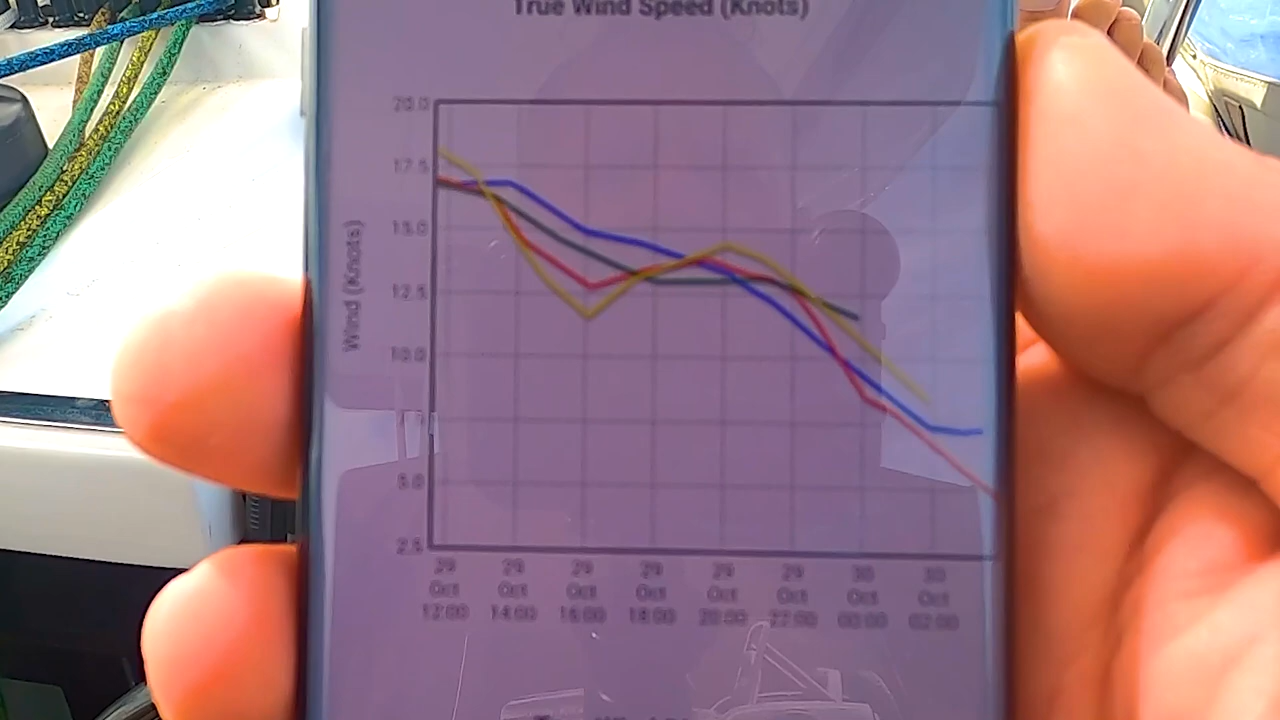 True Wind Speed (Knots)
20.0
17.5
15.0
12.5
10.0
5.0
2.5
Wind (Knots)
29 29 29 29 29 29 30 30
Oct Oct Oct Oct Oct Oct Oct Oct
12:00 14:00 16:00 18:00 20:00 22:00 00:00 02:00